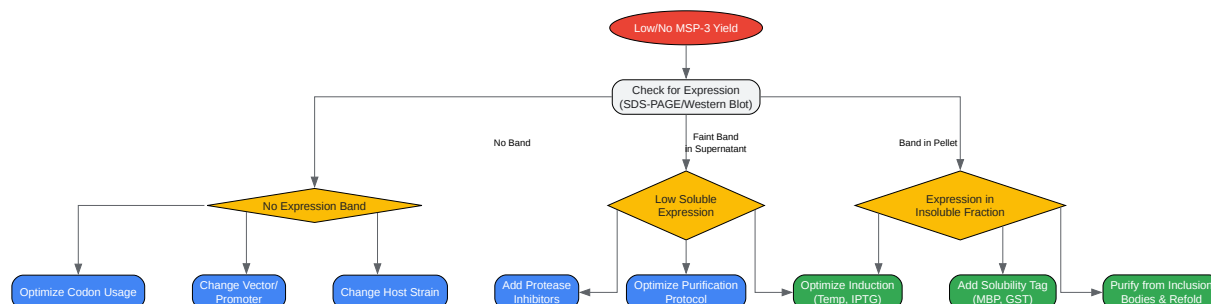 Low/No MSP-3 Yield
Check for Expression
(SDS-PAGE/Western Blot)
No Band
Faint Band
in Supernatant
Band in Pellet
No Expression Band
Low Soluble
Expression
Expression in
Insoluble Fraction
Optimize Codon Usage
Change Vector/
Promoter
Change Host Strain
Add Protease
Inhibitors
Optimize Purification
Protocol
Optimize Induction
(Temp, IPTG)
Add Solubility Tag
(MBP, GST)
Purify from Inclusion
Bodies & Refold